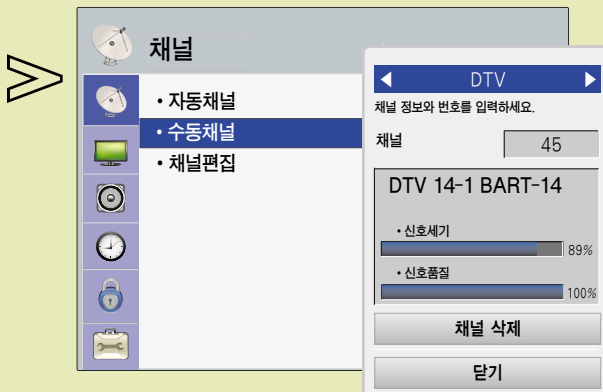 채널
• 자동채널
• 수동채널
• 채널편집
DTV
채널 정보와 번호를 입력하세요.
채널 45
DTV 14-1 BART-14
• 신호세기
89%
• 신호품질
100%
채널 삭제
닫기